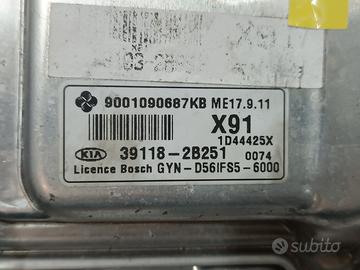 9001090687KB ME17.9.11
X91
1D44425X
KIA 39118-2B251 0074
Licence Bosch GYN-D56IFS5-6000
subito